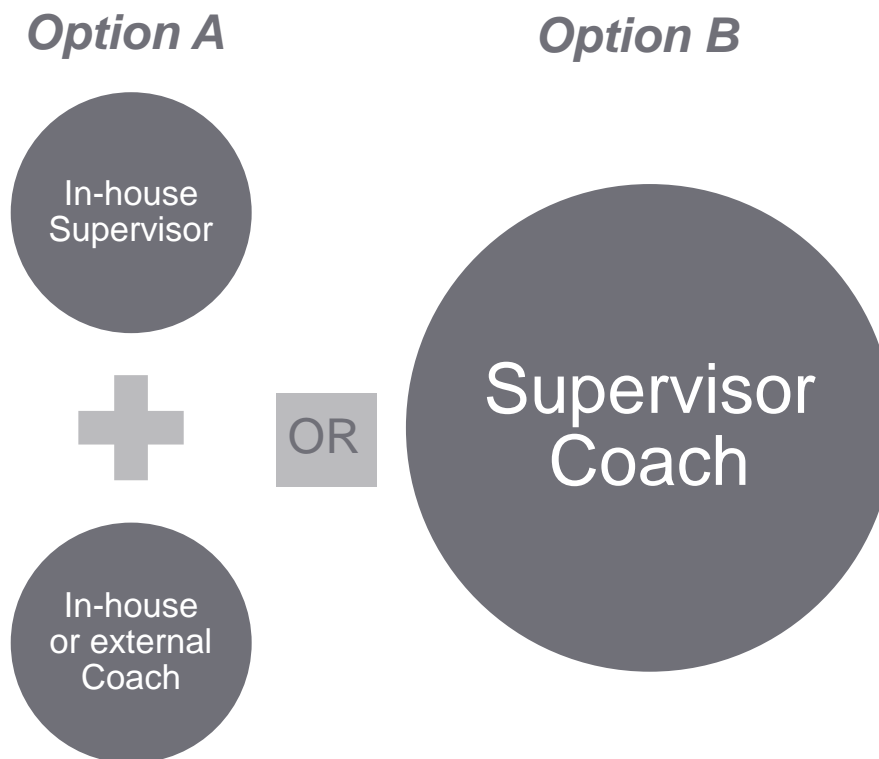 Option A
In-house
Supervisor
In-house
or external
Coach
OR
Option B
Supervisor
Coach